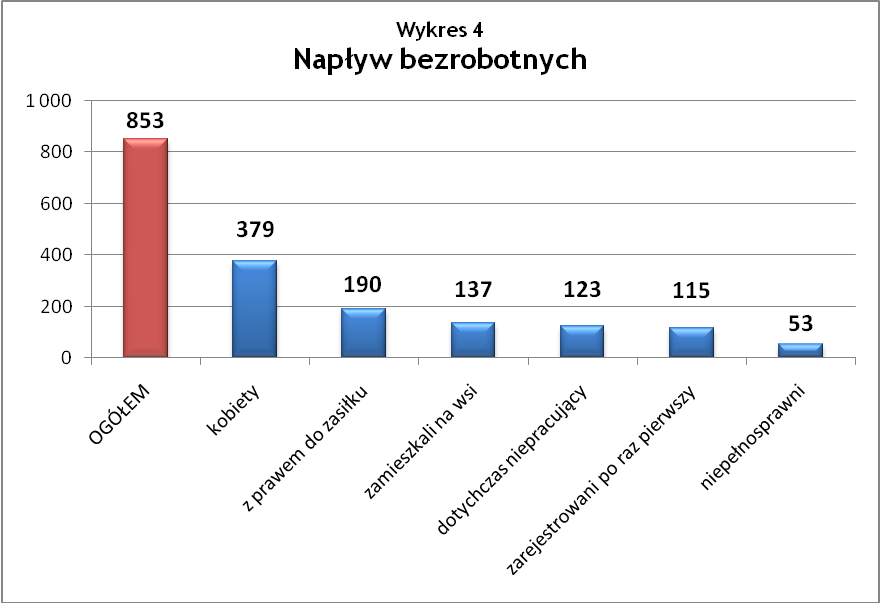 Wykres 4
Napływ bezrobotnych
1 000
800
600
400
200
0
853
379
190
137
123
115
53
OGÓŁEM
kobiety
z prawem do zasiłku
zamieszkali na wsi
dotychczas niepracujący
zarejestrowani po raz pierwszy
niepełnosprawni